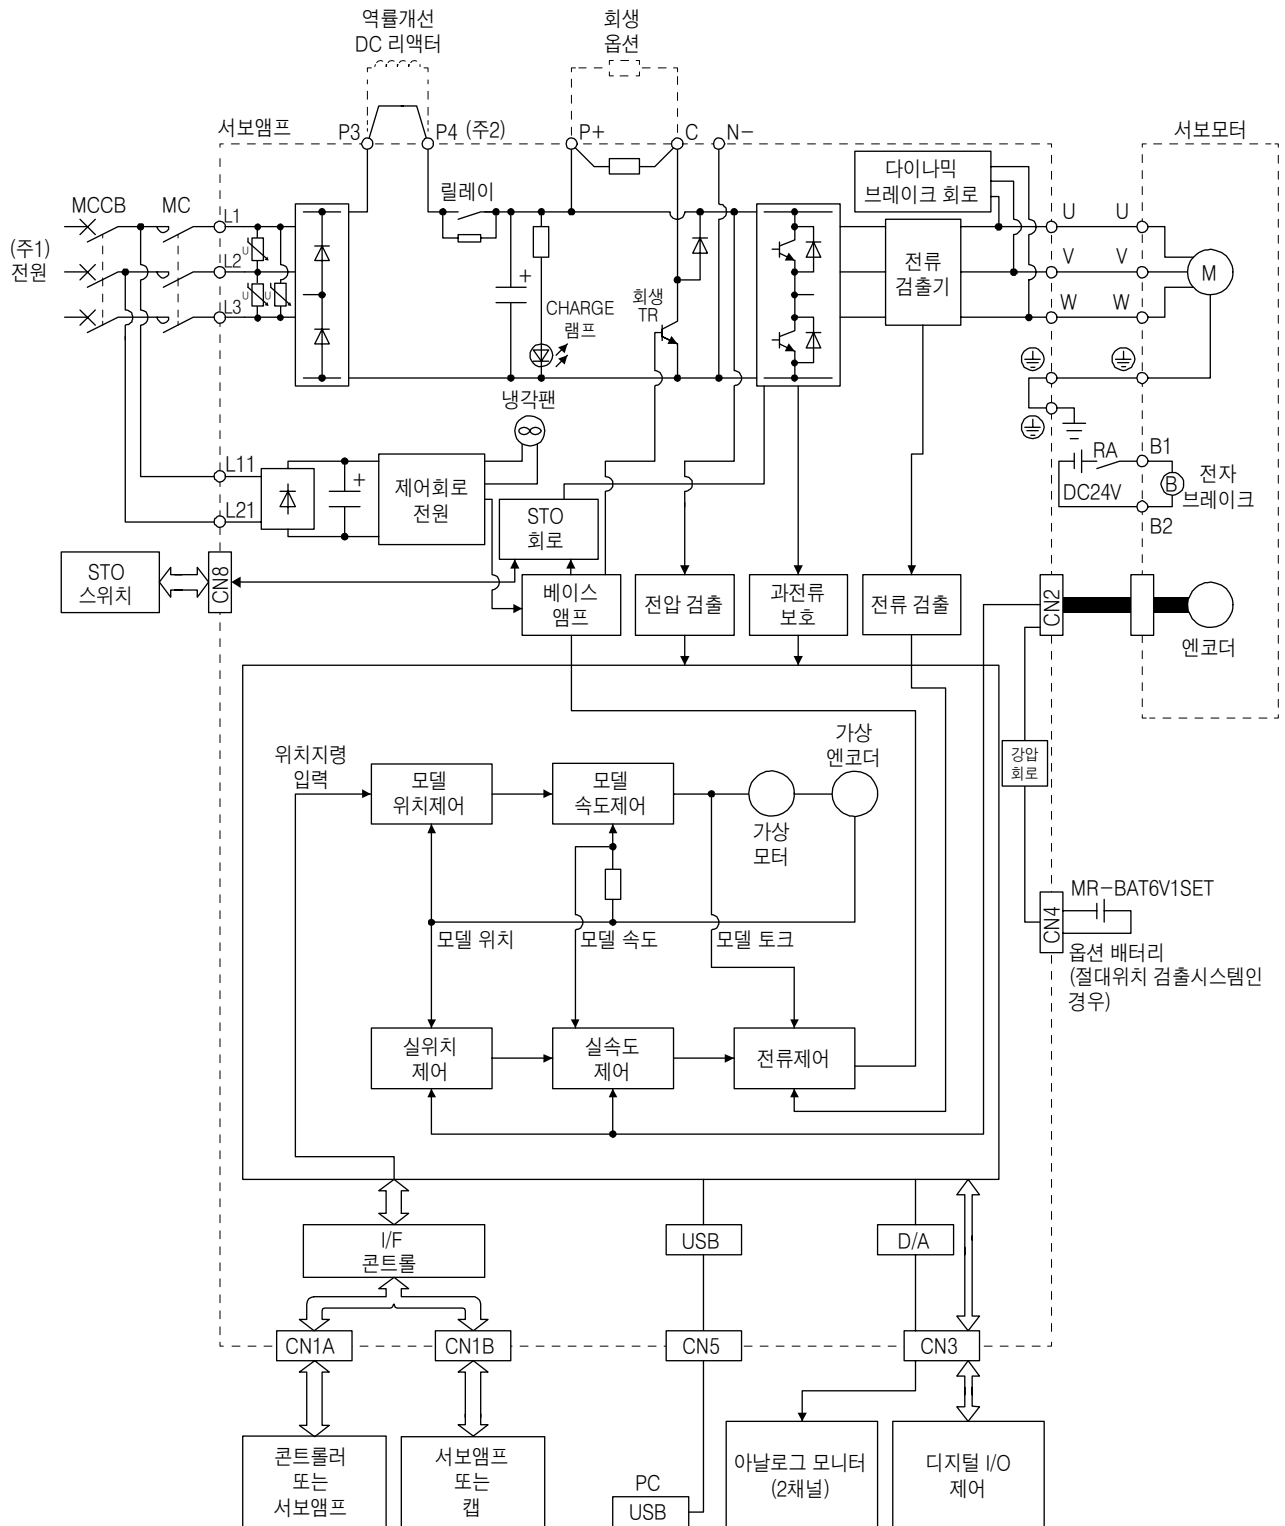 역률개선
DC 리액터
회생
옵션
서보앰프
P3
P4 (주2)
P+
C
N−
서보모터
다이나믹
브레이크 회로
릴레이
MCCB
MC
L1
U
U
(주1)
전원
U
L2
V
V
M
전류
검출기
U
U
L3
+
CHARGE
램프
회생
TR
W
W
냉각팬
L11
+
제어회로
전원
RA
B1
DC24V
B
전자
브레이크
L21
STO
회로
B2
STO
스위치
CN8
베이스
앰프
전압 검출
과전류
보호
전류 검출
CN2
엔코더
위치지령
입력
가상
엔코더
모델
위치제어
모델
속도제어
강압
회로
가상
모터
MR−BAT6V1SET
CN4
모델 위치
모델 속도
모델 토크
옵션 배터리
(절대위치 검출시스템인
경우)
실위치
제어
실속도
제어
전류제어
I/F
콘트롤
USB
D/A
CN1A
CN1B
CN5
CN3
콘트롤러
또는
서보앰프
서보앰프
또는
캡
PC
USB
아날로그 모니터
(2채널)
디지털 I/O
제어